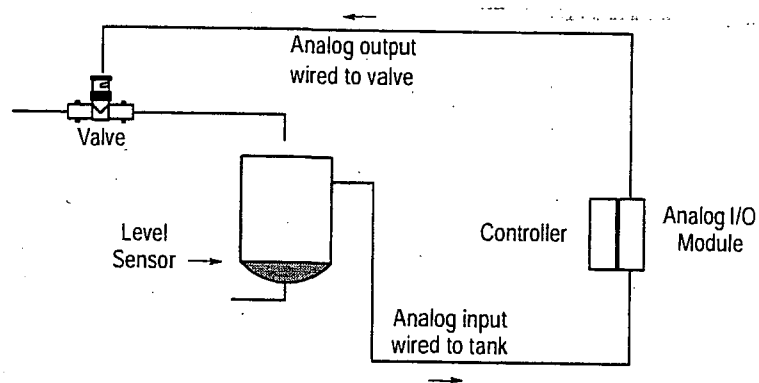 Analog output
wired to valve
Valve
Level
Sensor
Controller
Analog I/O
Module
Analog input
wired to tank